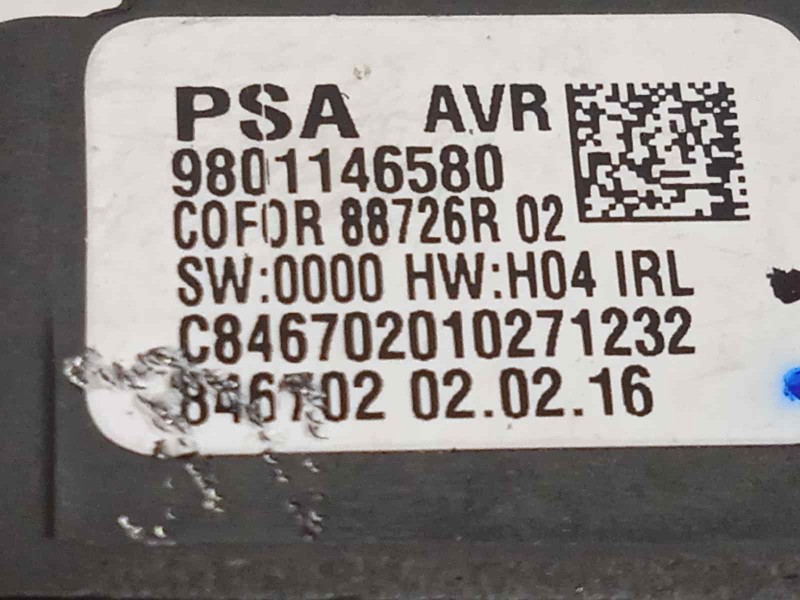 PSA AVR
9801146580
COFOR 88726R 02
SW:0000 HW:H04 IRL
C846702010271232
846702 02.02.16